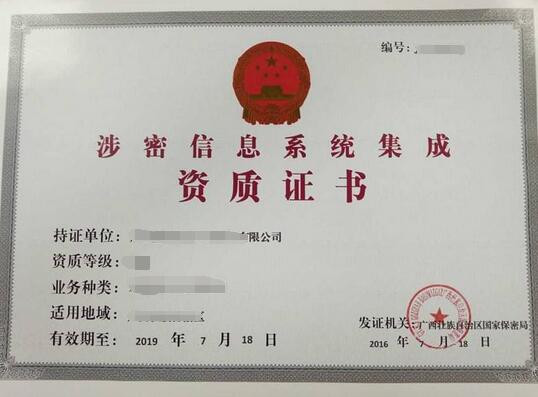 编号:
涉密信息系统集成
资质证书
持证单位: 有限公司
资质等级:
业务种类:
适用地域: 区
有效期至: 2019 年 7 月 18 日
发证机关: 广西壮族自治区国家保密局
2016 年 7 月 18 日